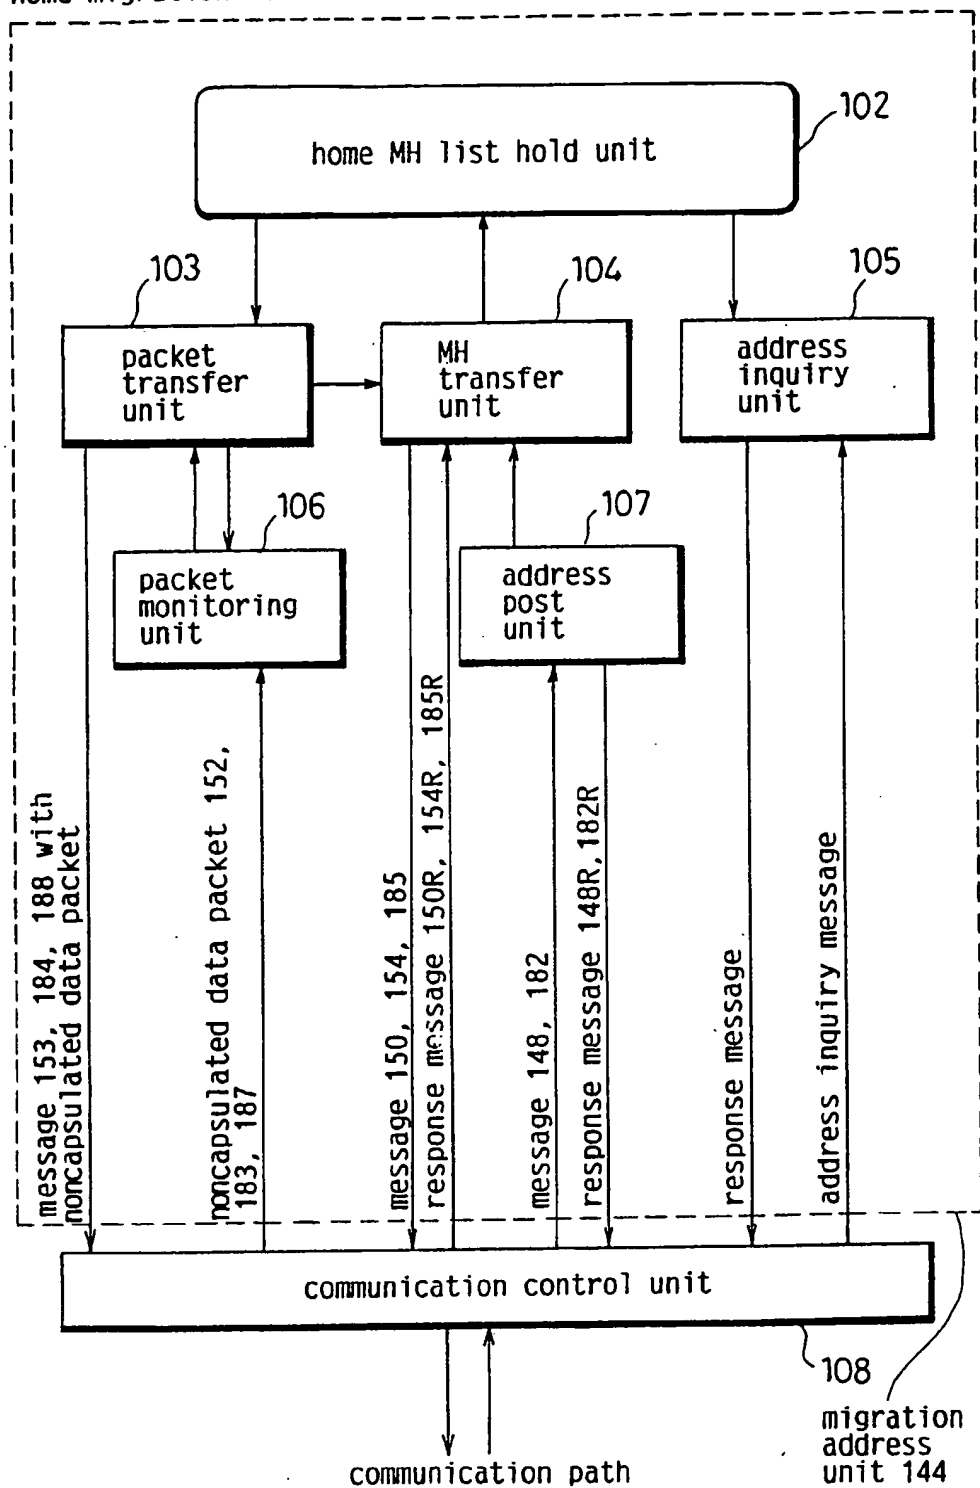 home migration
102
home MH list hold unit
103
104
105
packet
transfer
unit
MH
transfer
unit
address
inquiry
unit
106
107
packet
monitoring
unit
address
post
unit
message 153, 184, 188 with
noncapsulated data packet
noncapsulated data packet 152,
183, 187
message 150, 154, 185
response message 150R, 154R, 185R
message 148, 182
response message 148R, 182R
response message
address inquiry message
communication control unit
108
migration
address
unit 144
communication path